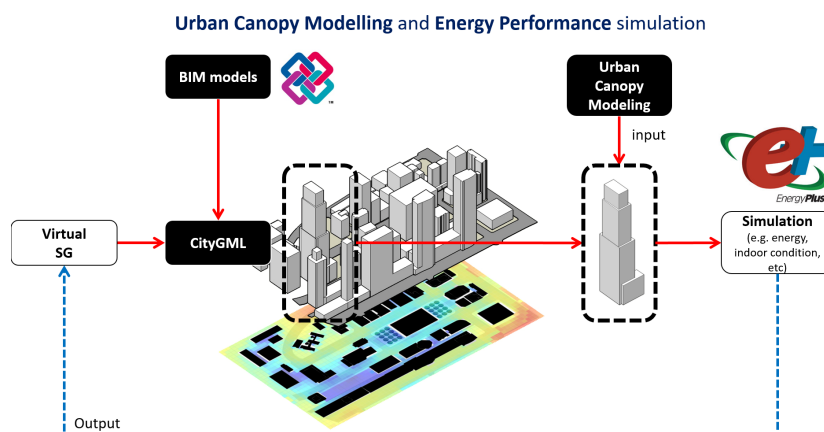 Urban Canopy Modelling and Energy Performance simulation
BIM models
Urban
Canopy
Modeling
input
EnergyPlus
Virtual
SG
CityGML
Simulation
(e.g. energy,
indoor condition,
etc)
Output